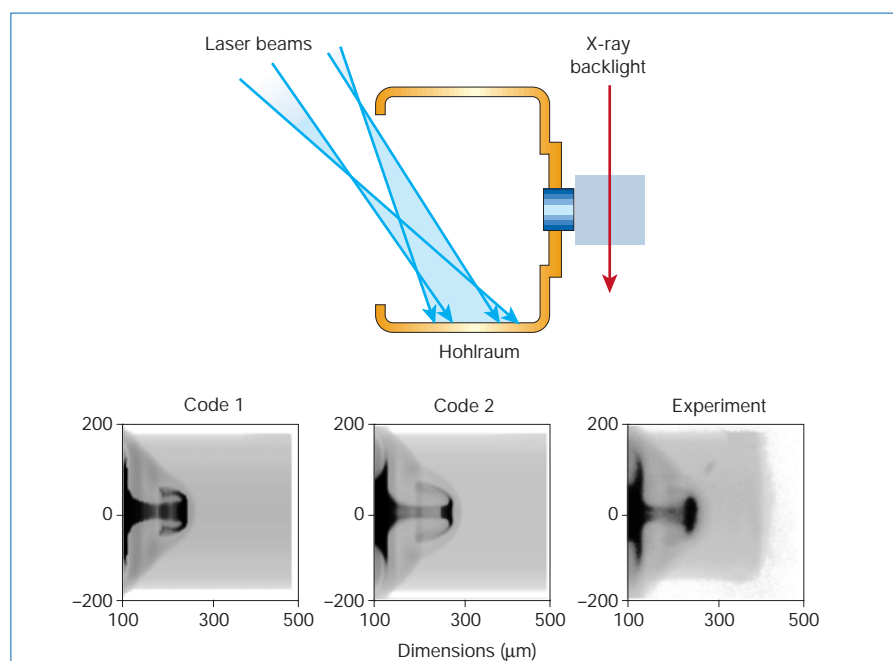 Laser beams
X-ray
backlight
Hohlraum
Code 1
Code 2
Experiment
200
0
–200
100
300
500
200
0
–200
100
300
500
200
0
–200
100
300
500
Dimensions (μm)